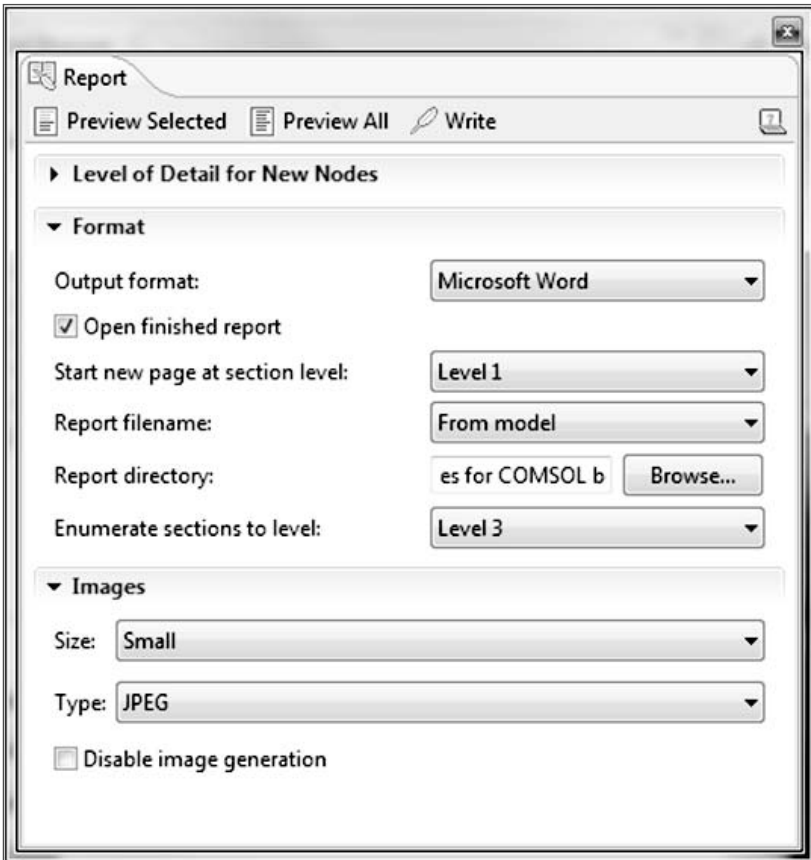 Report
Preview Selected Preview All Write
Level of Detail for New Nodes
Format
Output format: Microsoft Word
Open finished report
Start new page at section level: Level 1
Report filename: From model
Report directory: es for COMSOL b Browse...
Enumerate sections to level: Level 3
Images
Size: Small
Type: JPEG
Disable image generation